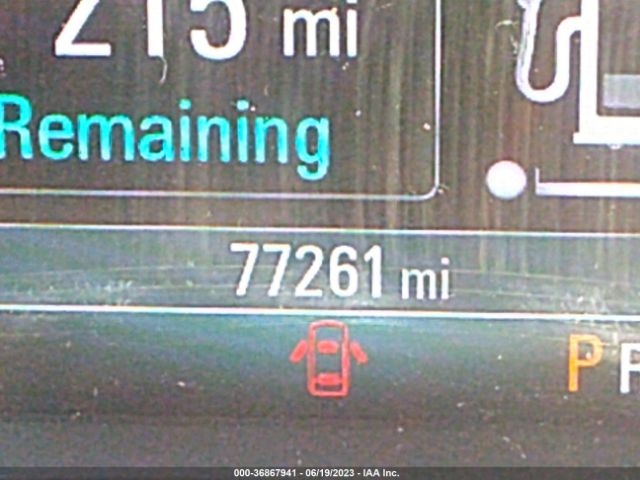 215 mi
Remaining
77261 mi
P
000-36867941 - 06/19/2023 - IAA Inc.